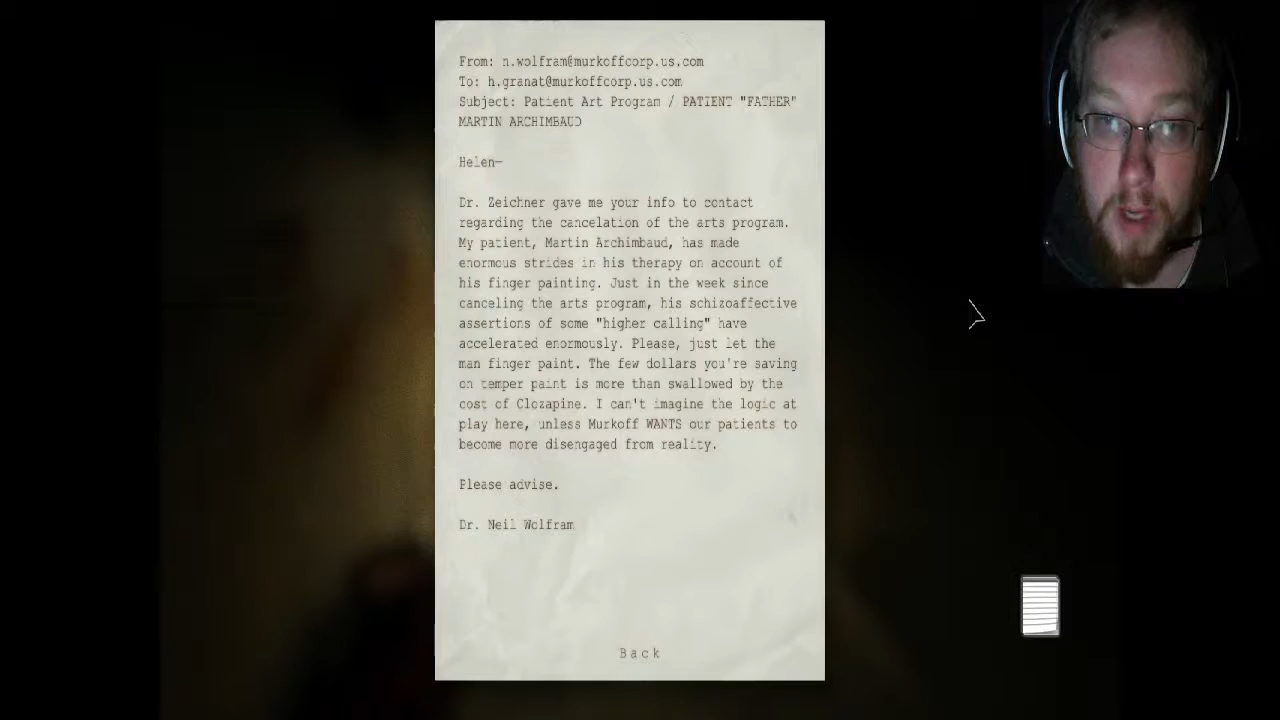 From: n.wolfram@murkoffcorp.us.com
To: h.granat@murkoffcorp.us.com
Subject: Patient Art Program / PATIENT "FATHER"
MARTIN ARCHIMBAUD
Helen—
Dr. Zeichner gave me your info to contact
regarding the cancelation of the arts program.
My patient, Martin Archimbaud, has made
enormous strides in his therapy on account of
his finger painting. Just in the week since
canceling the arts program, his schizoaffective
assertions of some "higher calling" have
accelerated enormously. Please, just let the
man finger paint. The few dollars you're saving
on temper paint is more than swallowed by the
cost of Clozapine. I can't imagine the logic at
play here, unless Murkoff WANTS our patients to
become more disengaged from reality.
Please advise.
Dr. Neil Wolfram
Back